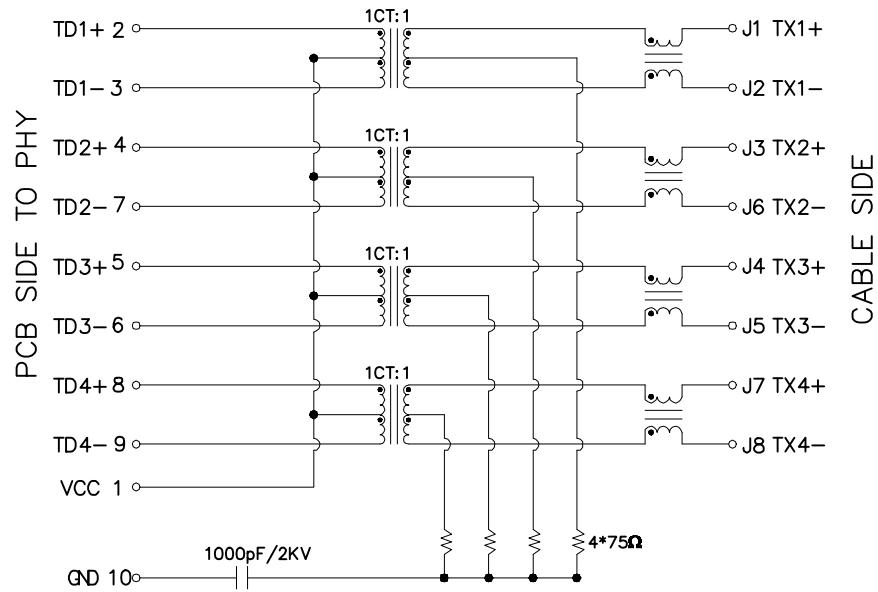 1CT:1
TD1+ 2
J1 TX1+
TD1- 3
J2 TX1-
1CT:1
TD2+ 4
J3 TX2+
TD2- 7
J6 TX2-
1CT:1
TD3+ 5
J4 TX3+
TD3- 6
J5 TX3-
1CT:1
TD4+ 8
J7 TX4+
TD4- 9
J8 TX4-
VCC 1
4*75Ω
1000pF/2KV
GND 10
PCB SIDE TO PHY
CABLE SIDE